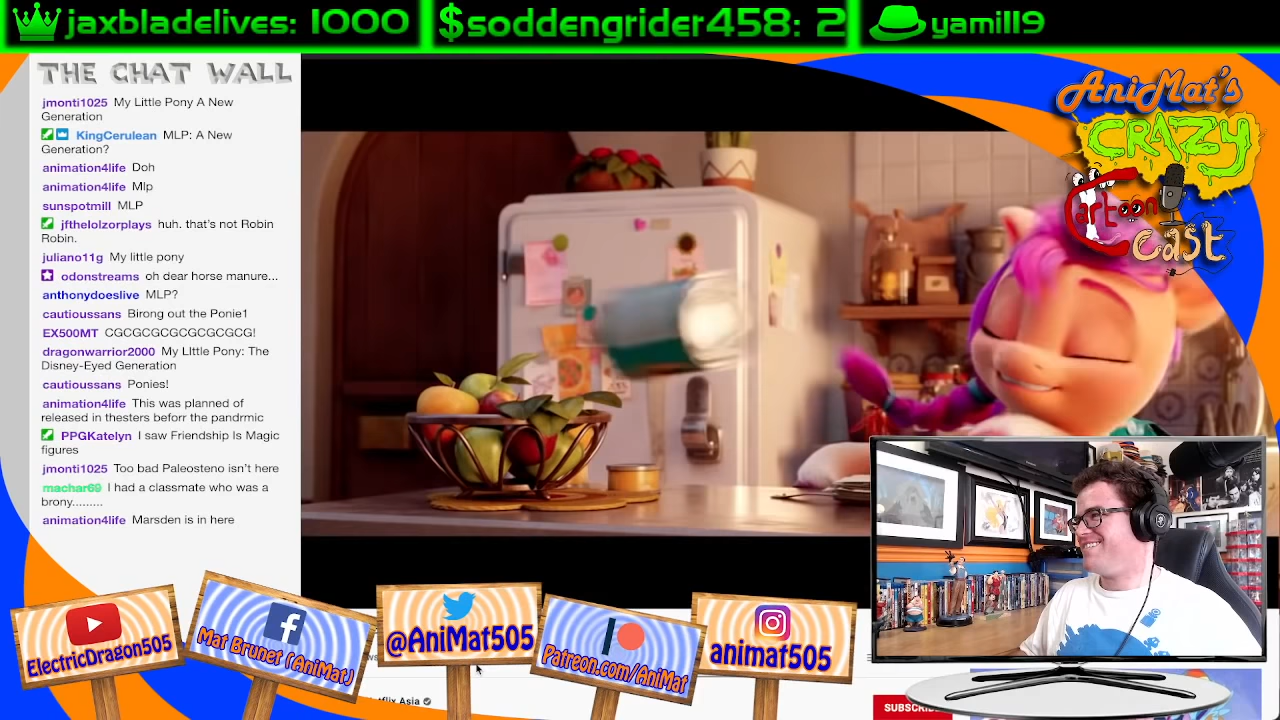 jaxbladelives: 1000
$soddengrider458: 2
yamill9
THE CHAT WALL
jmonti1025 My Little Pony A New
Generation
KingCerulean MLP: A New
Generation?
animation4life Doh
animation4life Mlp
sunspotmill MLP
jfthelolzorplays huh. that's not Robin
Robin.
juliano11g My little pony
odonstreams oh dear horse manure...
anthonydoeslive MLP?
cautioussans Birong out the Ponie1
EX500MT CGCGCGCGCGCGCG!
dragonwarrior2000 My LIttle Pony: The
Disney-Eyed Generation
cautioussans Ponies!
animation4life This was planned of
released in thesters beforr the pandrmic
PPGKatelyn I saw Friendship Is Magic
figures
jmonti1025 Too bad Paleosteno isn't here
machar69 I had a classmate who was a
brony.........
animation4life Marsden is in here
AniMat's
CRAZY
Cartoon
Cast
ElectricDragon505
Mat Brunet (AniMat)
@AniMat505
Patreon.com/AniMat
animat505
Asia
SUBSCRIBE